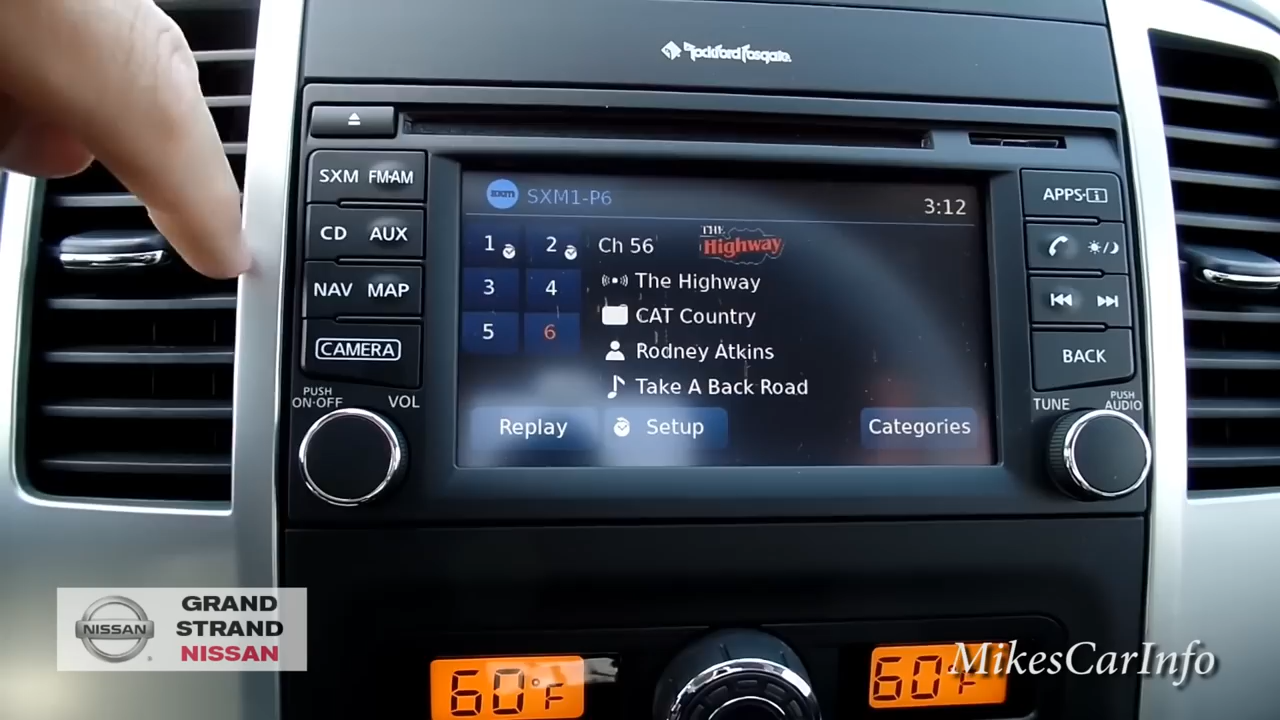 Rockford Fosgate
SXM FM·AM
CD AUX
NAV MAP
CAMERA
PUSH
ON·OFF
VOL
SXM SXM1-P6
3:12
1 2
3 4
5 6
Ch 56
THE
Highway
The Highway
CAT Country
Rodney Atkins
Take A Back Road
Replay
Setup
Categories
APPS·i
BACK
TUNE
PUSH
AUDIO
NISSAN
GRAND
STRAND
NISSAN
60°F
60°F
MikesCarInfo